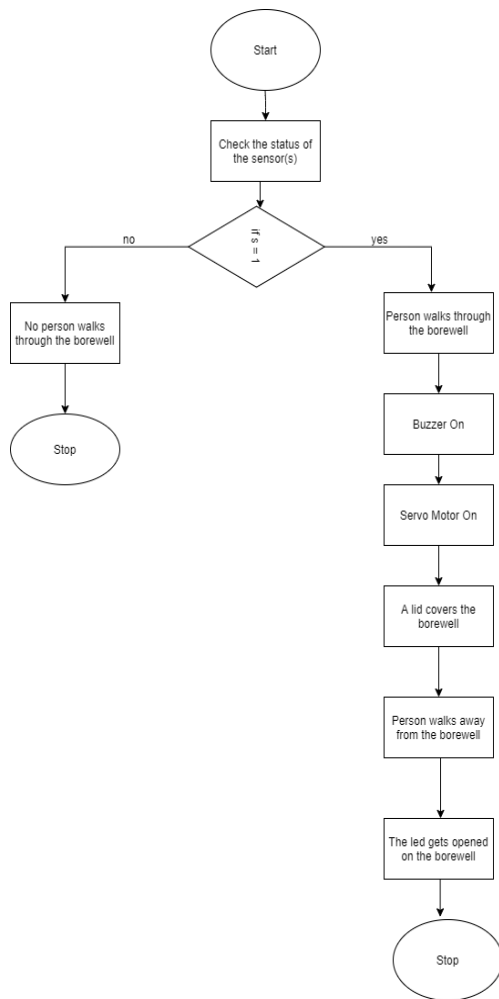 Start
Check the status of
the sensor(s)
if s = 1
no
yes
No person walks
through the borewell
Stop
Person walks through
the borewell
Buzzer On
Servo Motor On
A lid covers the
borewell
Person walks away
from the borewell
The led gets opened
on the borewell
Stop